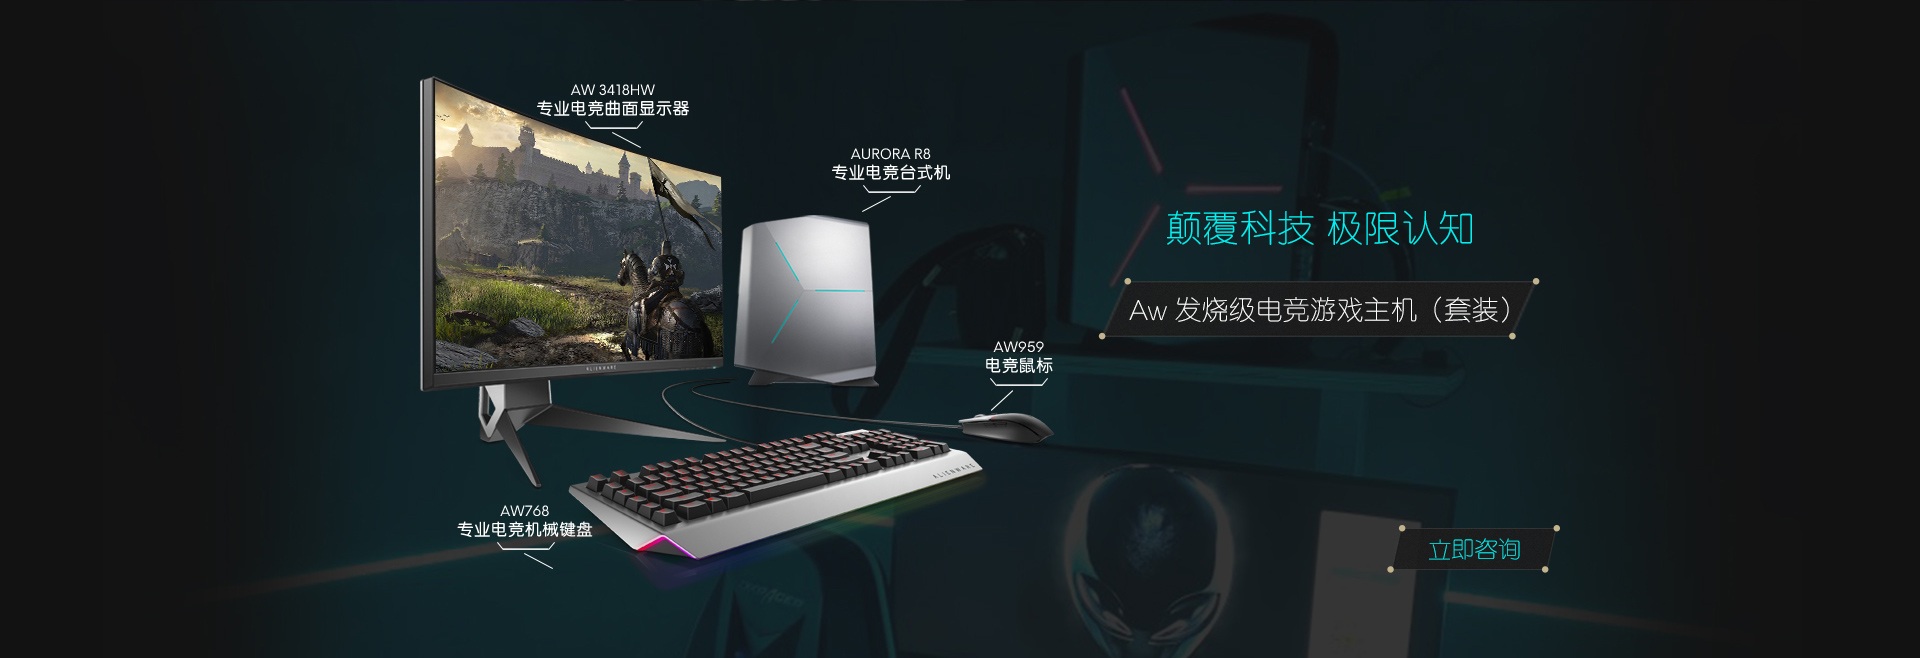 AW 3418HW
专业电竞曲面显示器
AURORA R8
专业电竞台式机
颠覆科技 极限认知
Aw 发烧级电竞游戏主机（套装）
AW959
电竞鼠标
ALIENWARE
ALIENWARE
AW768
专业电竞机械键盘
立即咨询